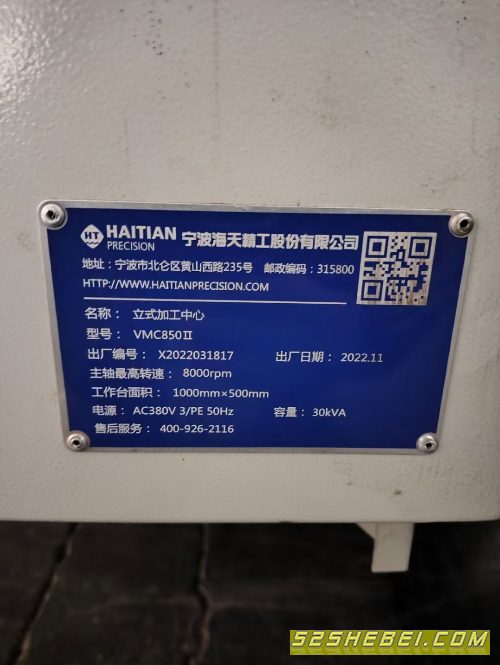 HT HAITIAN PRECISION 宁波海天精工股份有限公司
地址：宁波市北仑区黄山西路235号 邮政编码：315800
HTTP://WWW.HAITIANPRECISION.COM
名称： 立式加工中心
型号： VMC850Ⅱ
出厂编号： X2022031817 出厂日期： 2022.11
主轴最高转速： 8000rpm
工作台面积： 1000mm×500mm
电源： AC380V 3/PE 50Hz 容量： 30kVA
售后服务： 400-926-2116
52SHEBEI.COM